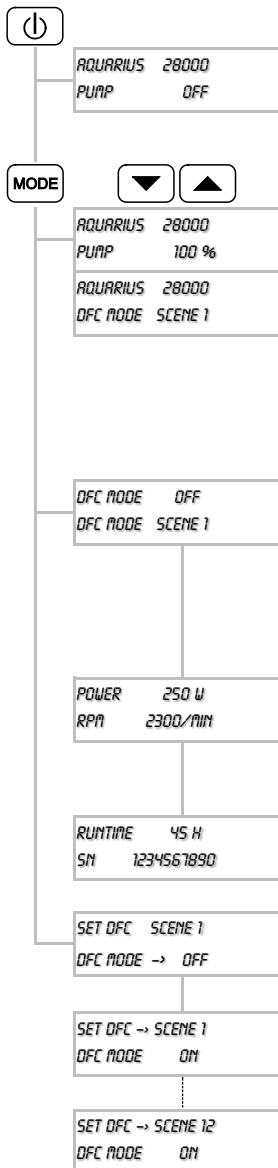 AQUARIUS 28000
PUMP OFF
MODE
AQUARIUS 28000
PUMP 100 %
AQUARIUS 28000
DFC MODE SCENE 1
DFC MODE OFF
DFC MODE SCENE 1
POWER 250 W
RPM 2300/MIN
RUNTIME 45 H
SN 1234567890
SET DFC SCENE 1
DFC MODE -> OFF
SET DFC -> SCENE 1
DFC MODE ON
SET DFC -> SCENE 12
DFC MODE ON